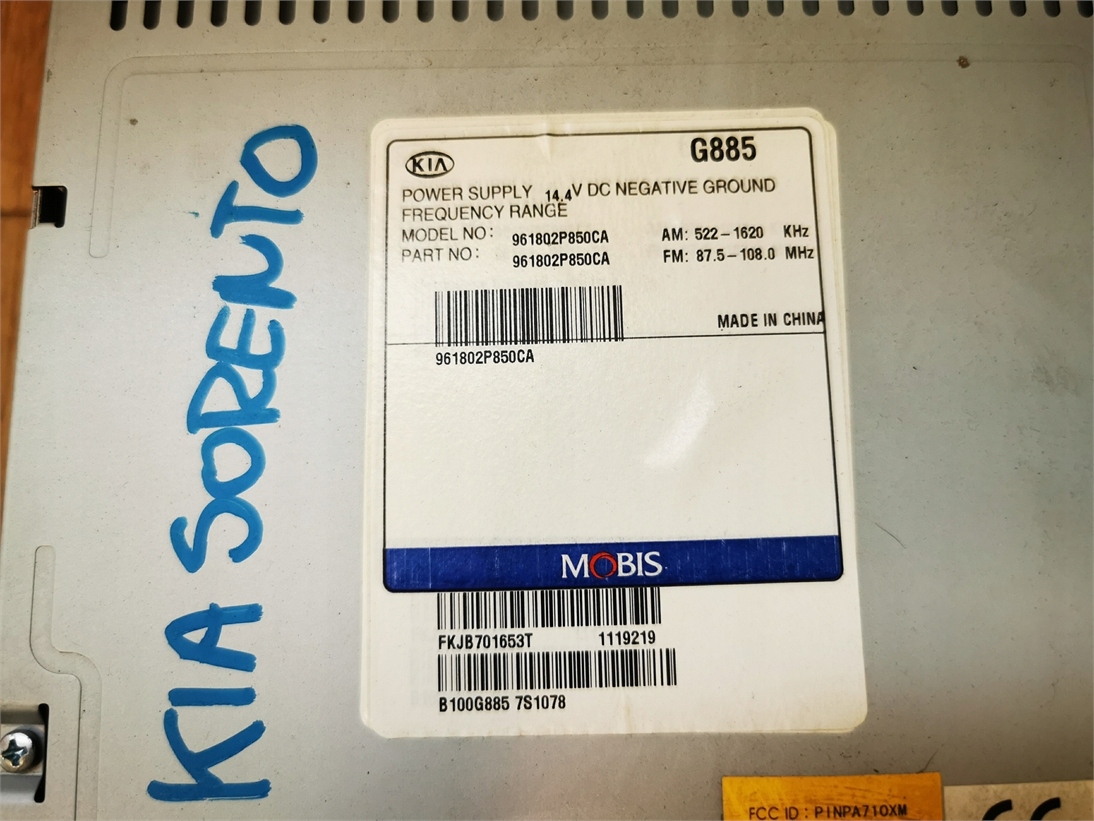 KIA SORENTO
KIA
G885
POWER SUPPLY 14.4V DC NEGATIVE GROUND
FREQUENCY RANGE
MODEL NO: 961802P850CA AM: 522-1620 KHz
PART NO: 961802P850CA FM: 87.5-108.0 MHz
MADE IN CHINA
961802P850CA
MOBIS
FKJB701653T 1119219
B100G885 7S1078
FCC ID: PINPA710XM
CE